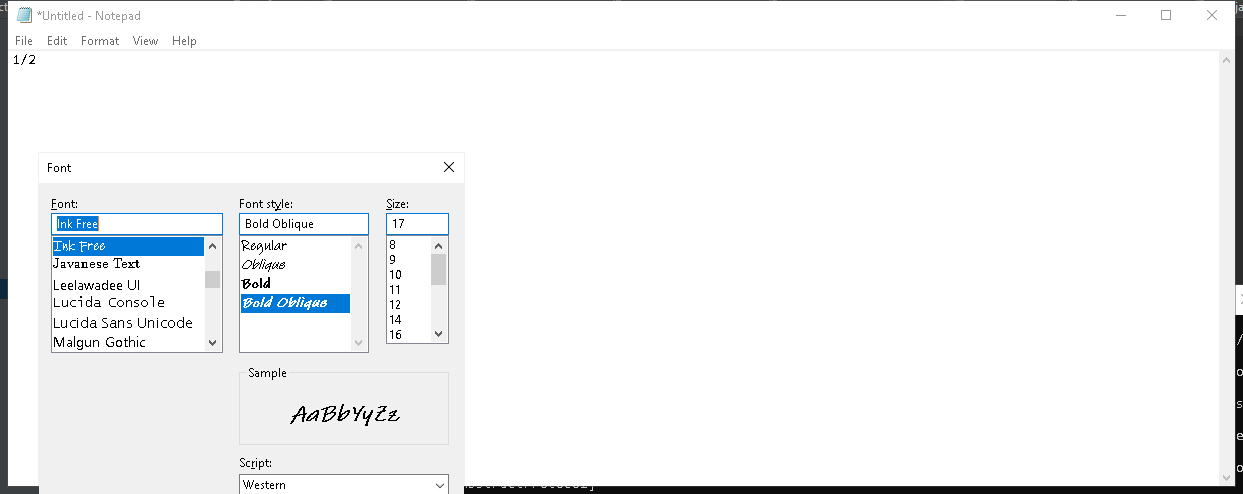 *Untitled - Notepad
File Edit Format View Help
1/2
Font
Font: Font style: Size:
Ink Free Bold Oblique 17
Ink Free Regular 8
Javanese Text Oblique 9
Leelawadee UI Bold 10
Lucida Console Bold Oblique 11
Lucida Sans Unicode 12
Malgun Gothic 14
16
Sample
AaBbYyZz
Script:
Western